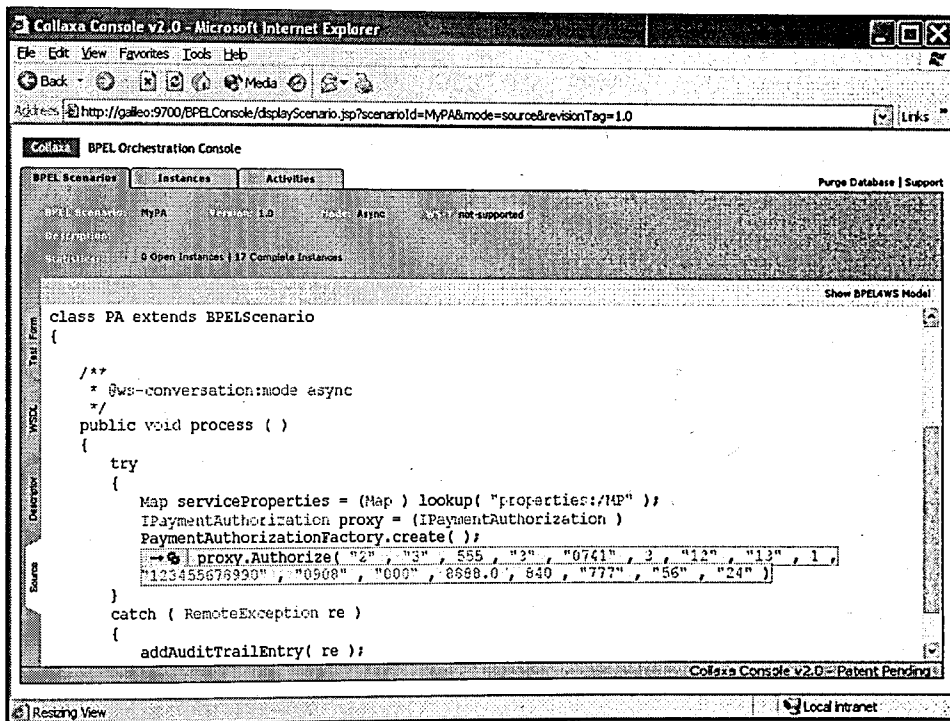 Collaxa Console v2.0 - Microsoft Internet Explorer
File Edit View Favorites Tools Help
Back Media
Address http://galileo:9700/BPELConsole/displayScenario.jsp?scenarioId=MyPA&mode=source&revisionTag=1.0 Links »
Collaxa BPEL Orchestration Console
BPEL Scenarios Instances Activities Purge Database | Support
BPEL Scenario: MyPA Version: 1.0 Mode: Async not-supported
Description:
Statistics: 0 Open Instances | 17 Complete Instances
Show BPEL4WS Model
Test Form
WSDL
Descriptor
Source
class PA extends BPELScenario
{
/**
* @ws-conversation:mode async
*/
public void process ( )
{
try
{
Map serviceProperties = (Map ) lookup( "properties:/MP" );
IPaymentAuthorization proxy = (IPaymentAuthorization )
PaymentAuthorizationFactory.create( );
proxy.Authorize( "2" , "3" , 555 , "3" , "0741" , 3 , "12" , "13" , 1 ,
"123455676990" , "0908" , "000" , 8688.0 , 840 , "777" , "56" , "24" )
}
catch ( RemoteException re )
{
addAuditTrailEntry( re );
Collaxa Console v2.0 - Patent Pending
Resizing View Local intranet